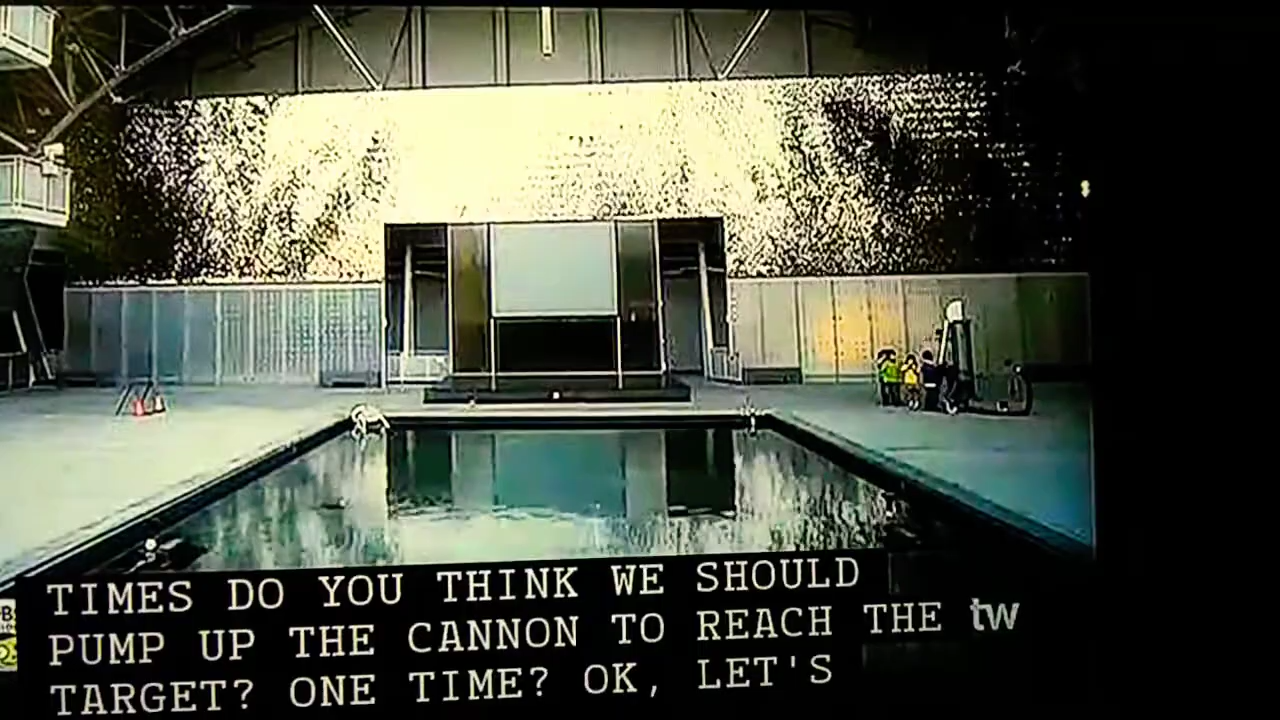 TIMES DO YOU THINK WE SHOULD
PUMP UP THE CANNON TO REACH THE
TARGET? ONE TIME? OK, LET'S
tw